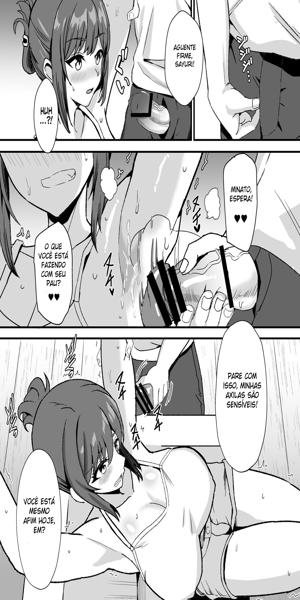 AGUENTE
FIRME,
SAYURI!
HUH
...?!
MINATO,
ESPERA!
♥♥
O QUE
VOCÊ ESTÁ
FAZENDO
COM SEU
PAU?
♥♥
PARE COM
ISSO, MINHAS
AXILAS SÃO
SENSÍVEIS!
VOCÊ ESTÁ
MESMO
AFIM HOJE,
EM?